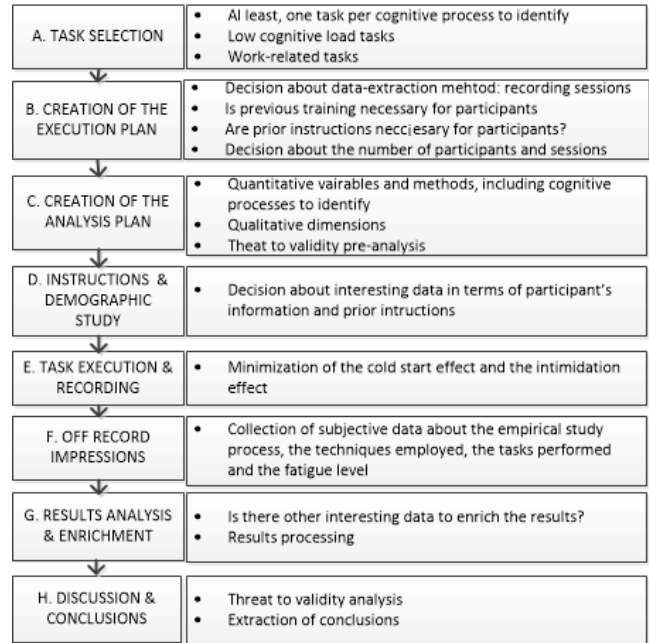 A. TASK SELECTION
• Al least, one task per cognitive process to identify
• Low cognitive load tasks
• Work-related tasks
B. CREATION OF THE
EXECUTION PLAN
• Decision about data-extraction mehtod: recording sessions
• Is previous training necessary for participants
• Are prior instructions neccjesary for participants?
• Decision about the number of participants and sessions
C. CREATION OF THE
ANALYSIS PLAN
• Quantitative vairables and methods, including cognitive
processes to identify
• Qualitative dimensions
• Threat to validity pre-analysis
D. INSTRUCTIONS &
DEMOGRAPHIC
STUDY
• Decision about interesting data in terms of participant's
information and prior intructions
E. TASK EXECUTION &
RECORDING
• Minimization of the cold start effect and the intimidation
effect
F. OFF RECORD
IMPRESSIONS
• Collection of subjective data about the empirical study
process, the techniques employed, the tasks performed
and the fatigue level
G. RESULTS ANALYSIS
& ENRICHMENT
• Is there other interesting data to enrich the results?
• Results processing
H. DISCUSSION &
CONCLUSIONS
• Threat to validity analysis
• Extraction of conclusions